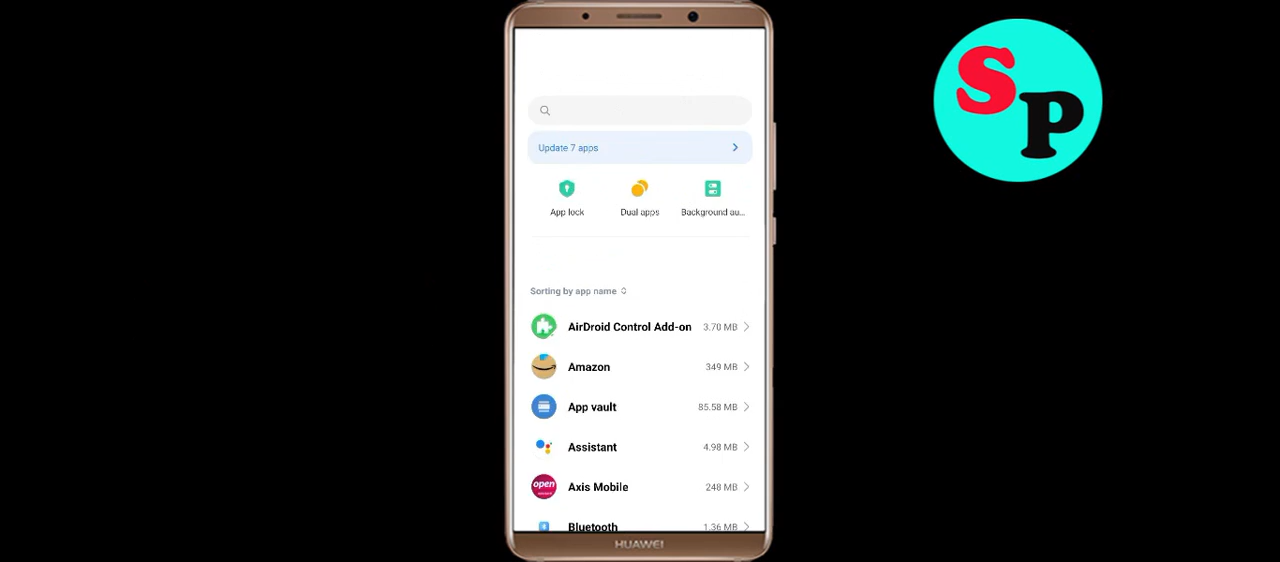 SP
Update 7 apps
App lock
Dual apps
Background au...
Sorting by app name
AirDroid Control Add-on 3.70 MB
Amazon 349 MB
App vault 85.58 MB
Assistant 4.98 MB
open
Axis Mobile 248 MB
Bluetooth 1.36 MB
HUAWEI